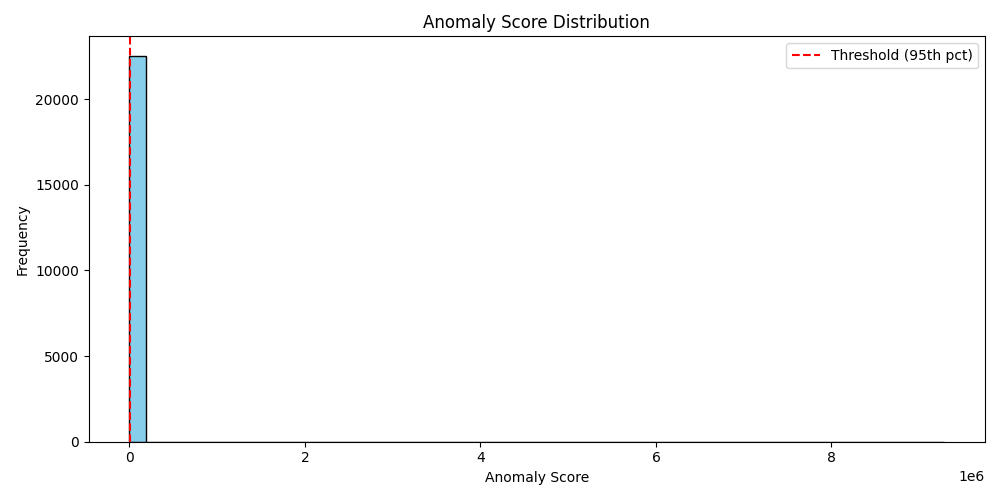 Anomaly Score Distribution
Threshold (95th pct)
Frequency
20000
15000
10000
5000
0
0 2 4 6 8
1e6
Anomaly Score